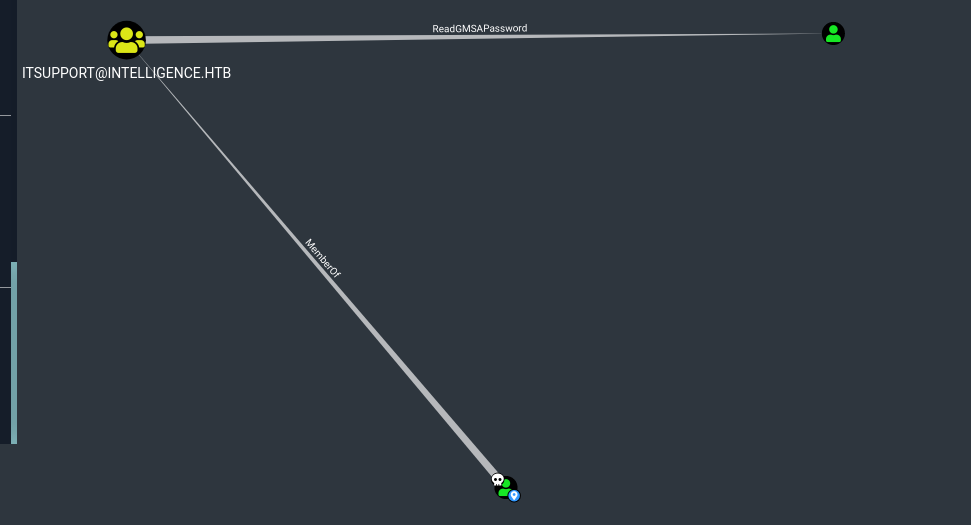 ReadGMSAPassword
ITSUPPORT@INTELLIGENCE.HTB
MemberOf